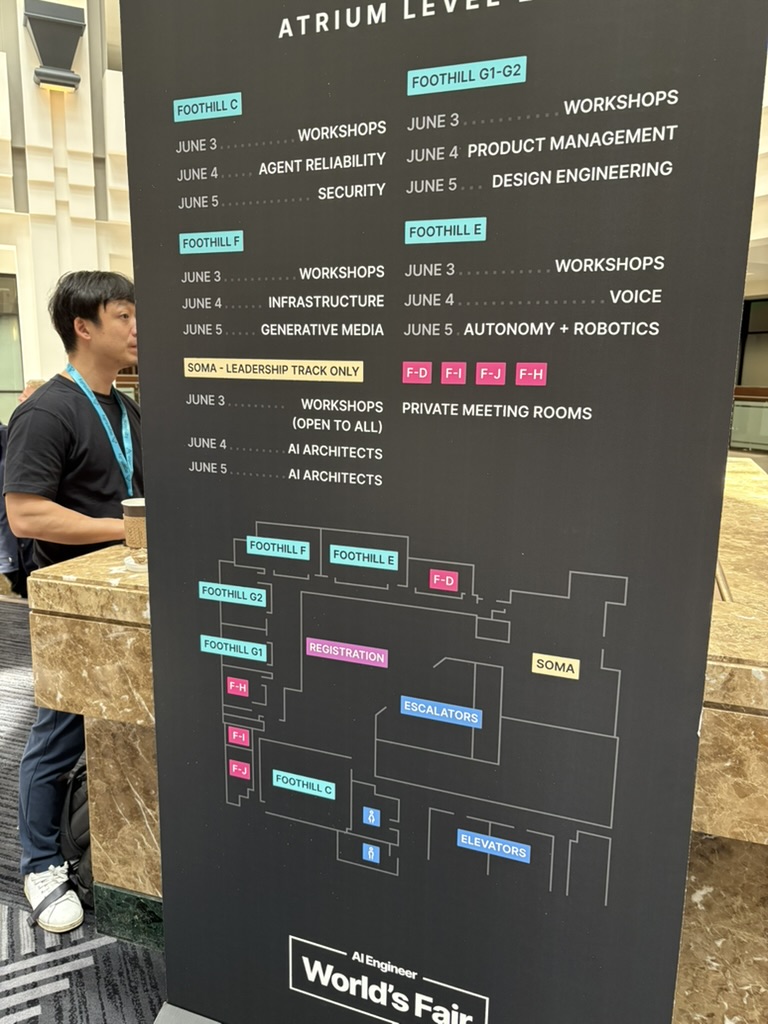 ATRIUM LEVEL
FOOTHILL C
JUNE 3 ............ WORKSHOPS
JUNE 4 ..... AGENT RELIABILITY
JUNE 5 ............... SECURITY
FOOTHILL G1-G2
JUNE 3 ........... WORKSHOPS
JUNE 4 PRODUCT MANAGEMENT
JUNE 5 ... DESIGN ENGINEERING
FOOTHILL F
JUNE 3 ............ WORKSHOPS
JUNE 4 ...... INFRASTRUCTURE
JUNE 5 ..... GENERATIVE MEDIA
FOOTHILL E
JUNE 3 ............ WORKSHOPS
JUNE 4 .................... VOICE
JUNE 5 . AUTONOMY + ROBOTICS
SOMA - LEADERSHIP TRACK ONLY
JUNE 3 ........... WORKSHOPS
(OPEN TO ALL)
JUNE 4 .......... AI ARCHITECTS
JUNE 5 .......... AI ARCHITECTS
F-D F-I F-J F-H
PRIVATE MEETING ROOMS
FOOTHILL F
FOOTHILL E
F-D
FOOTHILL G2
FOOTHILL G1
REGISTRATION
SOMA
F-H
ESCALATORS
F-I
F-J
FOOTHILL C
ELEVATORS
AI Engineer
World's Fair